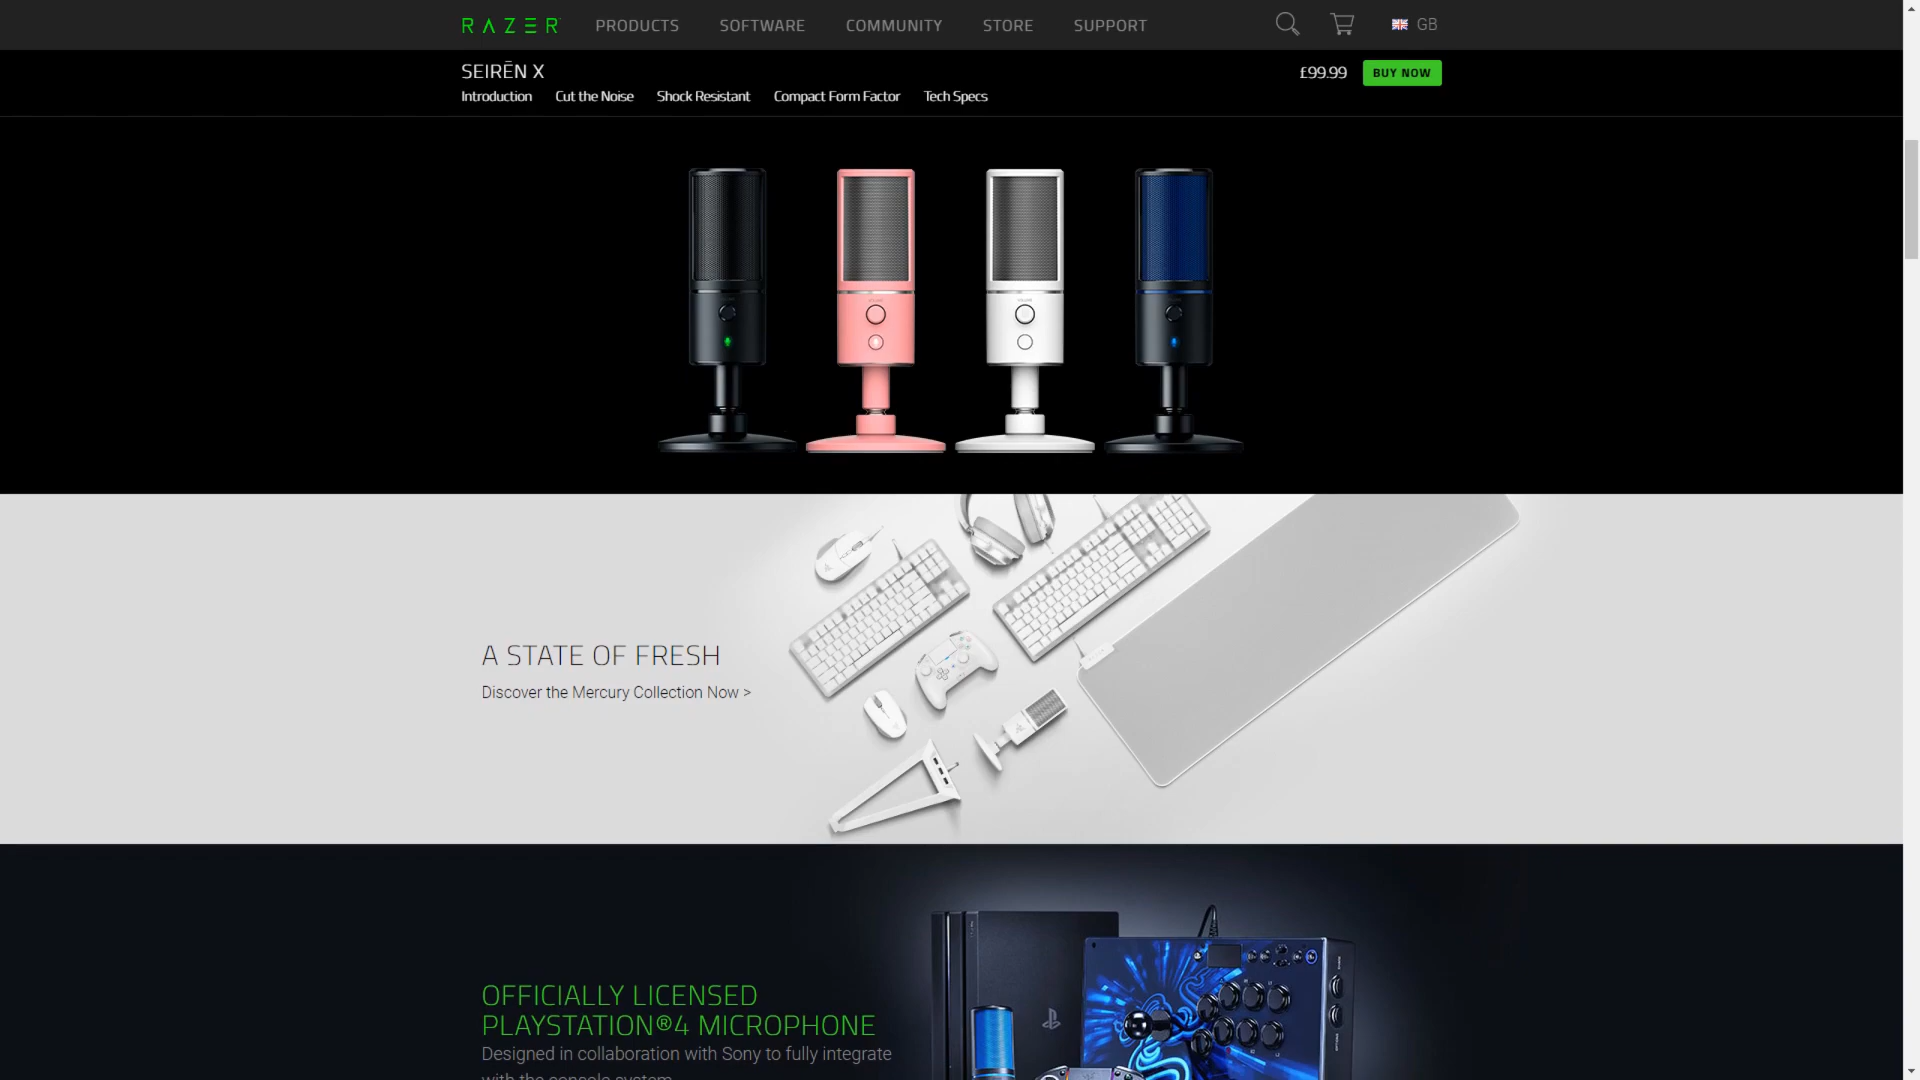 RAZER
PRODUCTS
SOFTWARE
COMMUNITY
STORE
SUPPORT
GB
SEIRĒN X
£99.99
BUY NOW
Introduction
Cut the Noise
Shock Resistant
Compact Form Factor
Tech Specs
A STATE OF FRESH
Discover the Mercury Collection Now >
OFFICIALLY LICENSED
PLAYSTATION®4 MICROPHONE
Designed in collaboration with Sony to fully integrate
with the console system